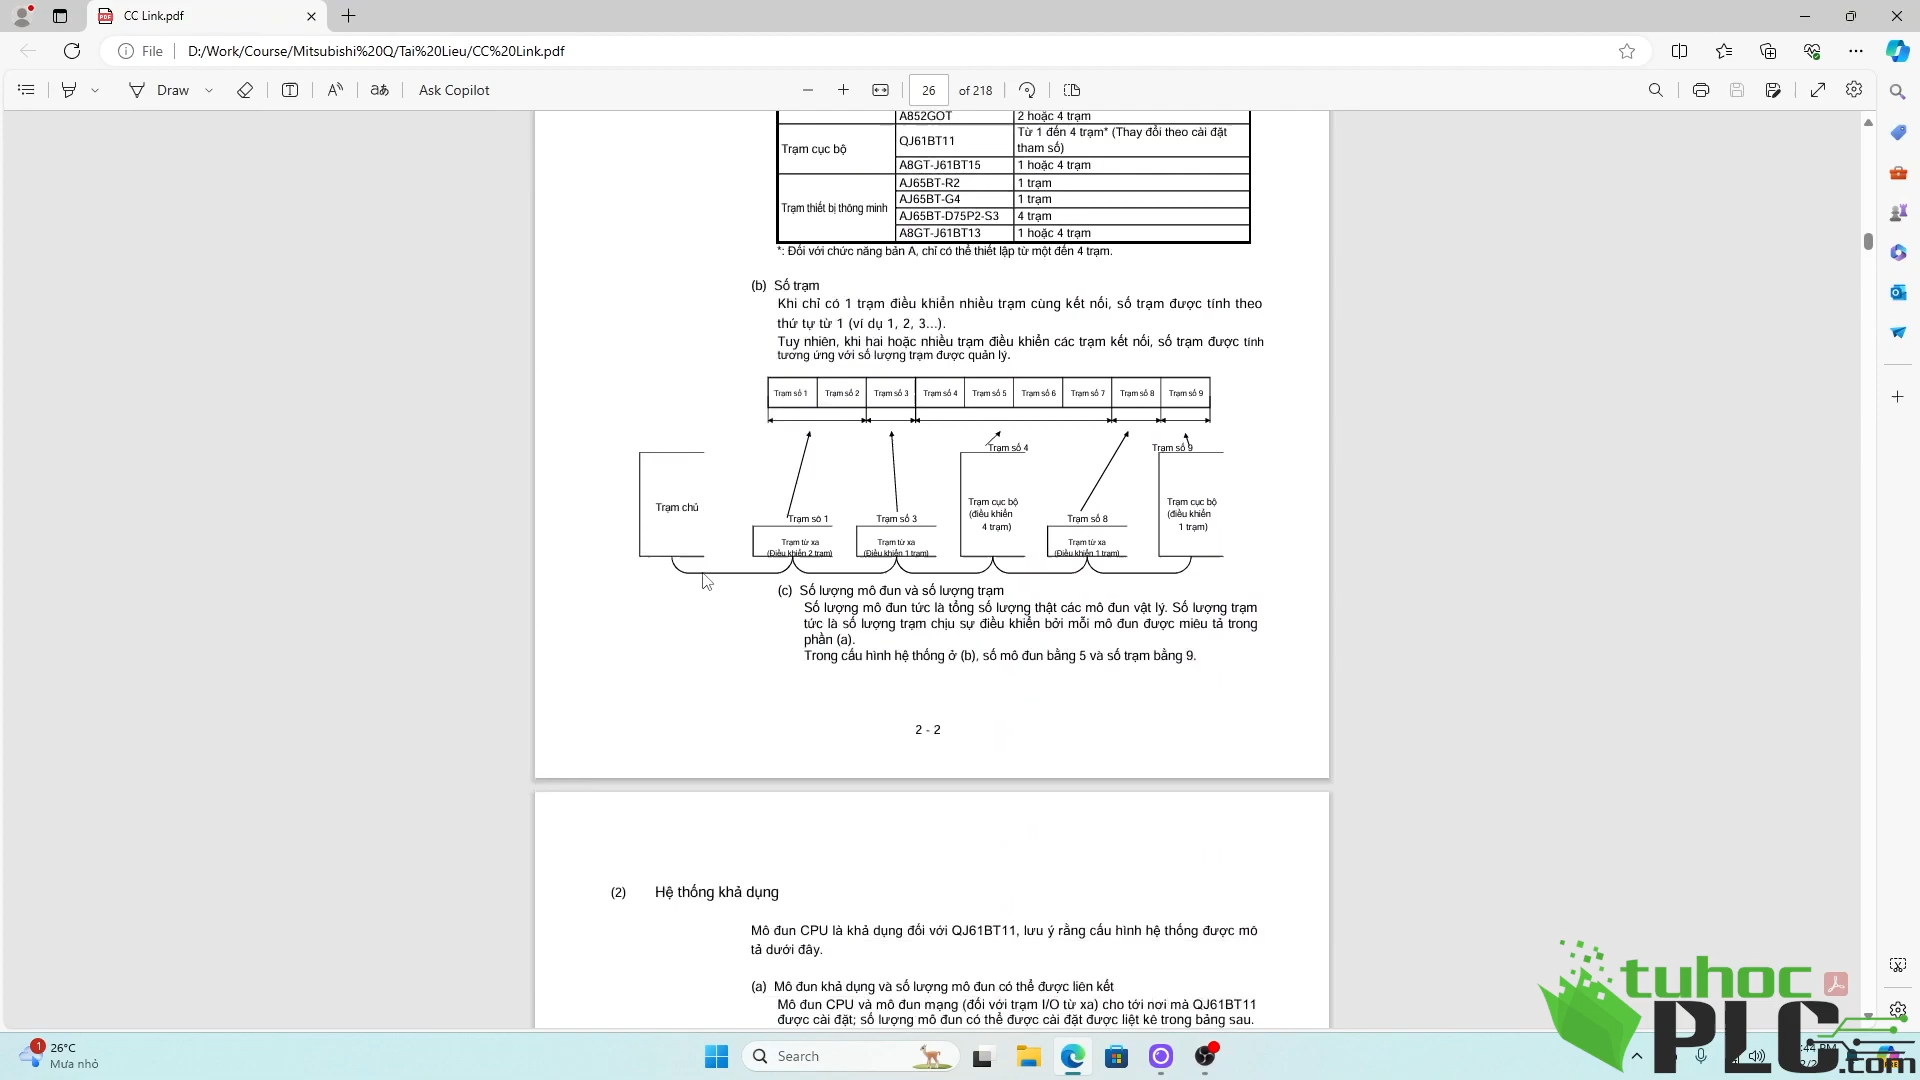 CC Link.pdf
File
D:/Work/Course/Mitsubishi%20Q/Tai%20Lieu/CC%20Link.pdf
Draw
aあ
Ask Copilot
26
of 218
A852GOT
2 hoặc 4 trạm
Trạm cục bộ
QJ61BT11
Từ 1 đến 4 trạm* (Thay đổi theo cài đặt
tham số)
A8GT-J61BT15
1 hoặc 4 trạm
Trạm thiết bị thông minh
AJ65BT-R2
1 trạm
AJ65BT-G4
1 trạm
AJ65BT-D75P2-S3
4 trạm
A8GT-J61BT13
1 hoặc 4 trạm
*: Đối với chức năng bản A, chỉ có thể thiết lập từ một đến 4 trạm.
(b) Số trạm
Khi chỉ có 1 trạm điều khiển nhiều trạm cùng kết nối, số trạm được tính theo
thứ tự từ 1 (ví dụ 1, 2, 3...).
Tuy nhiên, khi hai hoặc nhiều trạm điều khiển các trạm kết nối, số trạm được tính
tương ứng với số lượng trạm được quản lý.
Trạm số 1
Trạm số 2
Trạm số 3
Trạm số 4
Trạm số 5
Trạm số 6
Trạm số 7
Trạm số 8
Trạm số 9
Trạm số 4
Trạm số 9
Trạm chủ
Trạm cục bộ
(điều khiển
4 trạm)
Trạm cục bộ
(điều khiển
1 trạm)
Trạm số 1
Trạm số 3
Trạm số 8
Trạm từ xa
(Điều khiển 2 trạm)
Trạm từ xa
(Điều khiển 1 trạm)
Trạm từ xa
(Điều khiển 1 trạm)
(c) Số lượng mô đun và số lượng trạm
Số lượng mô đun tức là tổng số lượng thật các mô đun vật lý. Số lượng trạm
tức là số lượng trạm chịu sự điều khiển bởi mỗi mô đun được miêu tả trong
phần (a).
Trong cấu hình hệ thống ở (b), số mô đun bằng 5 và số trạm bằng 9.
2 - 2
(2) Hệ thống khả dụng
Mô đun CPU là khả dụng đối với QJ61BT11, lưu ý rằng cấu hình hệ thống được mô
tả dưới đây.
(a) Mô đun khả dụng và số lượng mô đun có thể được liên kết
Mô đun CPU và mô đun mạng (đối với trạm I/O từ xa) cho tới nơi mà QJ61BT11
được cài đặt; số lượng mô đun có thể được cài đặt được liệt kê trong bảng sau.
tuhoc
PLC.com
1
26°C
Mưa nhỏ
Search